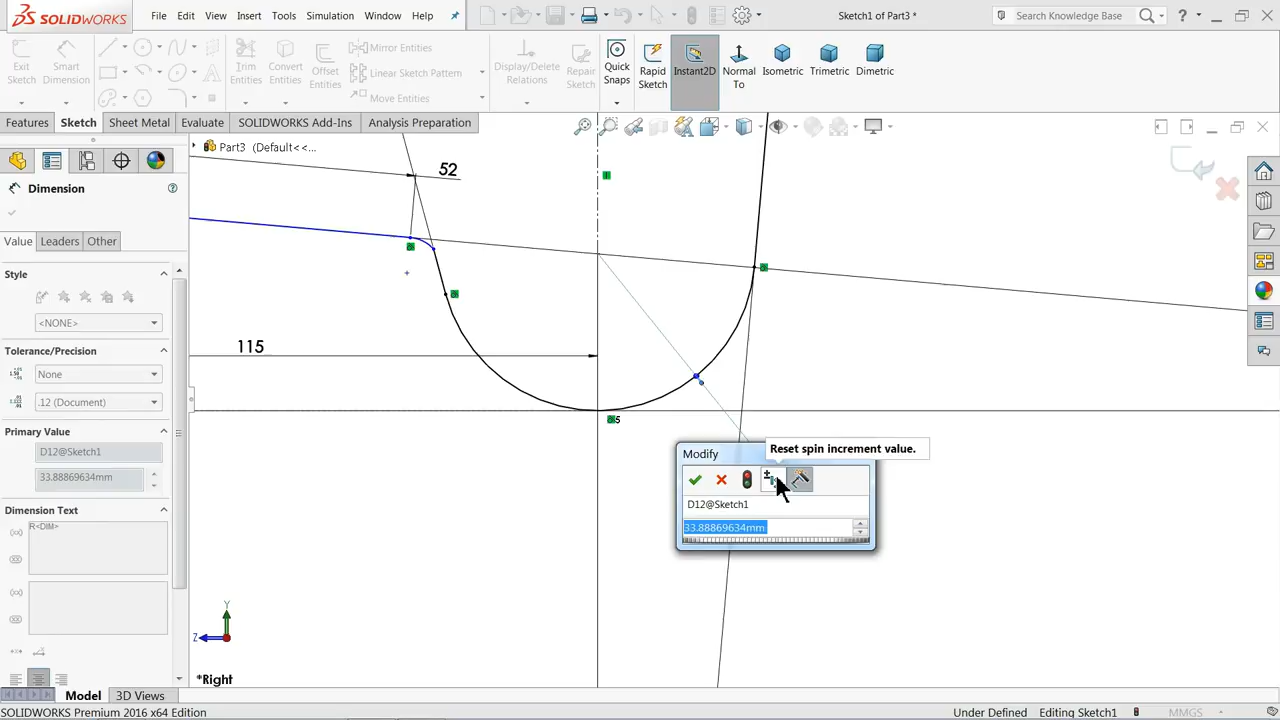 SOLIDWORKS
File
Edit
View
Insert
Tools
Simulation
Window
Help
Sketch1 of Part3 *
Search Knowledge Base
?
Exit
Sketch
Smart
Dimension
Trim
Entities
Convert
Entities
Offset
Entities
Mirror Entities
Linear Sketch Pattern
Move Entities
Display/Delete
Relations
Repair
Sketch
Quick
Snaps
Rapid
Sketch
Instant2D
Normal
To
Isometric
Trimetric
Dimetric
Features
Sketch
Sheet Metal
Evaluate
SOLIDWORKS Add-Ins
Analysis Preparation
Part3 (Default<<...
Dimension
Value
Leaders
Other
Style
<NONE>
Tolerance/Precision
None
.12 (Document)
Primary Value
D12@Sketch1
33.88869634mm
Dimension Text
R<DIM>
52
115
5
Reset spin increment value.
Modify
D12@Sketch1
33.88869634mm
Y
Z
*Right
Model
3D Views
SOLIDWORKS Premium 2016 x64 Edition
Under Defined
Editing Sketch1
MMGS